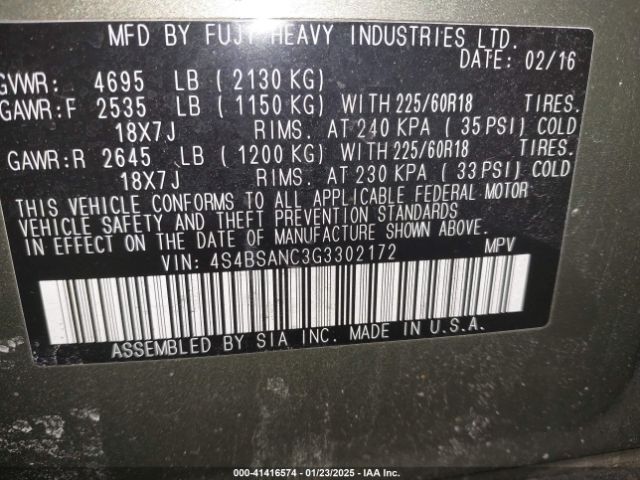 MFD BY FUJI HEAVY INDUSTRIES LTD.
DATE: 02/16
GVWR: 4695 LB ( 2130 KG)
GAWR:F 2535 LB ( 1150 KG) WITH 225/60R18 TIRES.
18X7J RIMS. AT 240 KPA ( 35 PSI) COLD
GAWR:R 2645 LB ( 1200 KG) WITH 225/60R18 TIRES.
18X7J RIMS. AT 230 KPA ( 33 PSI) COLD
THIS VEHICLE CONFORMS TO ALL APPLICABLE FEDERAL MOTOR
VEHICLE SAFETY AND THEFT PREVENTION STANDARDS
IN EFFECT ON THE DATE OF MANUFACTURE SHOWN ABOVE.
VIN: 4S4BSANC3G3302172 MPV
ASSEMBLED BY SIA INC. MADE IN U.S.A.
000-41416574 - 01/23/2025 - IAA Inc.